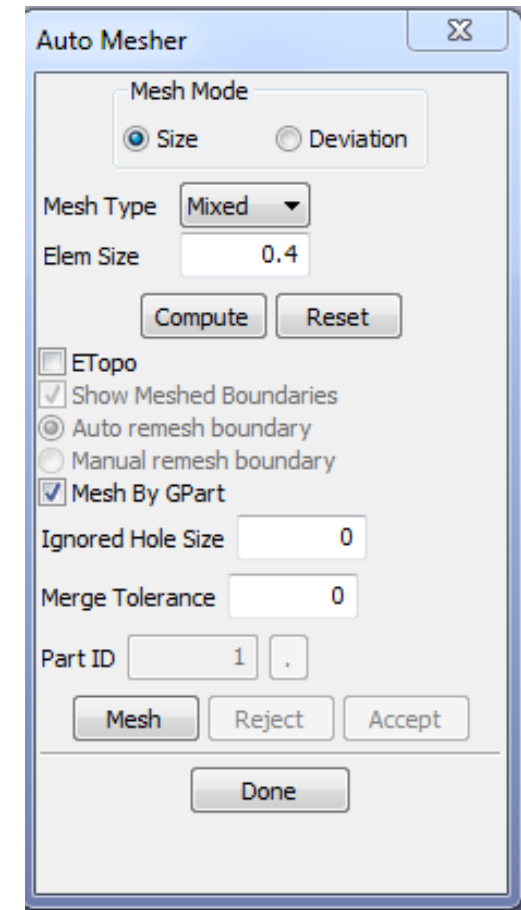 Auto Mesher
Mesh Mode
Size Deviation
Mesh Type Mixed
Elem Size 0.4
Compute Reset
ETopo
Show Meshed Boundaries
Auto remesh boundary
Manual remesh boundary
Mesh By GPart
Ignored Hole Size 0
Merge Tolerance 0
Part ID 1 .
Mesh Reject Accept
Done